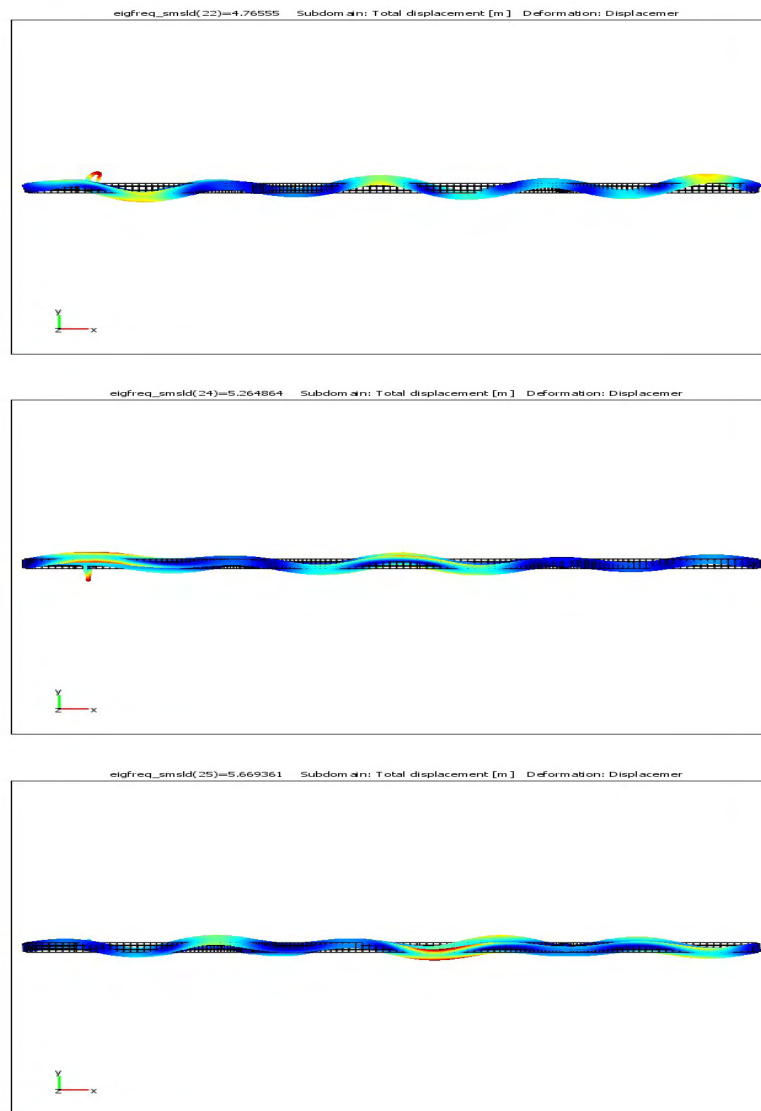 eigfreq_smsld(22)=4.76555 Subdomain: Total displacement [m] Deformation: Displacemer
y
z x
eigfreq_smsld(24)=5.264864 Subdomain: Total displacement [m] Deformation: Displacemer
y
z x
eigfreq_smsld(25)=5.669361 Subdomain: Total displacement [m] Deformation: Displacemer
y
z x